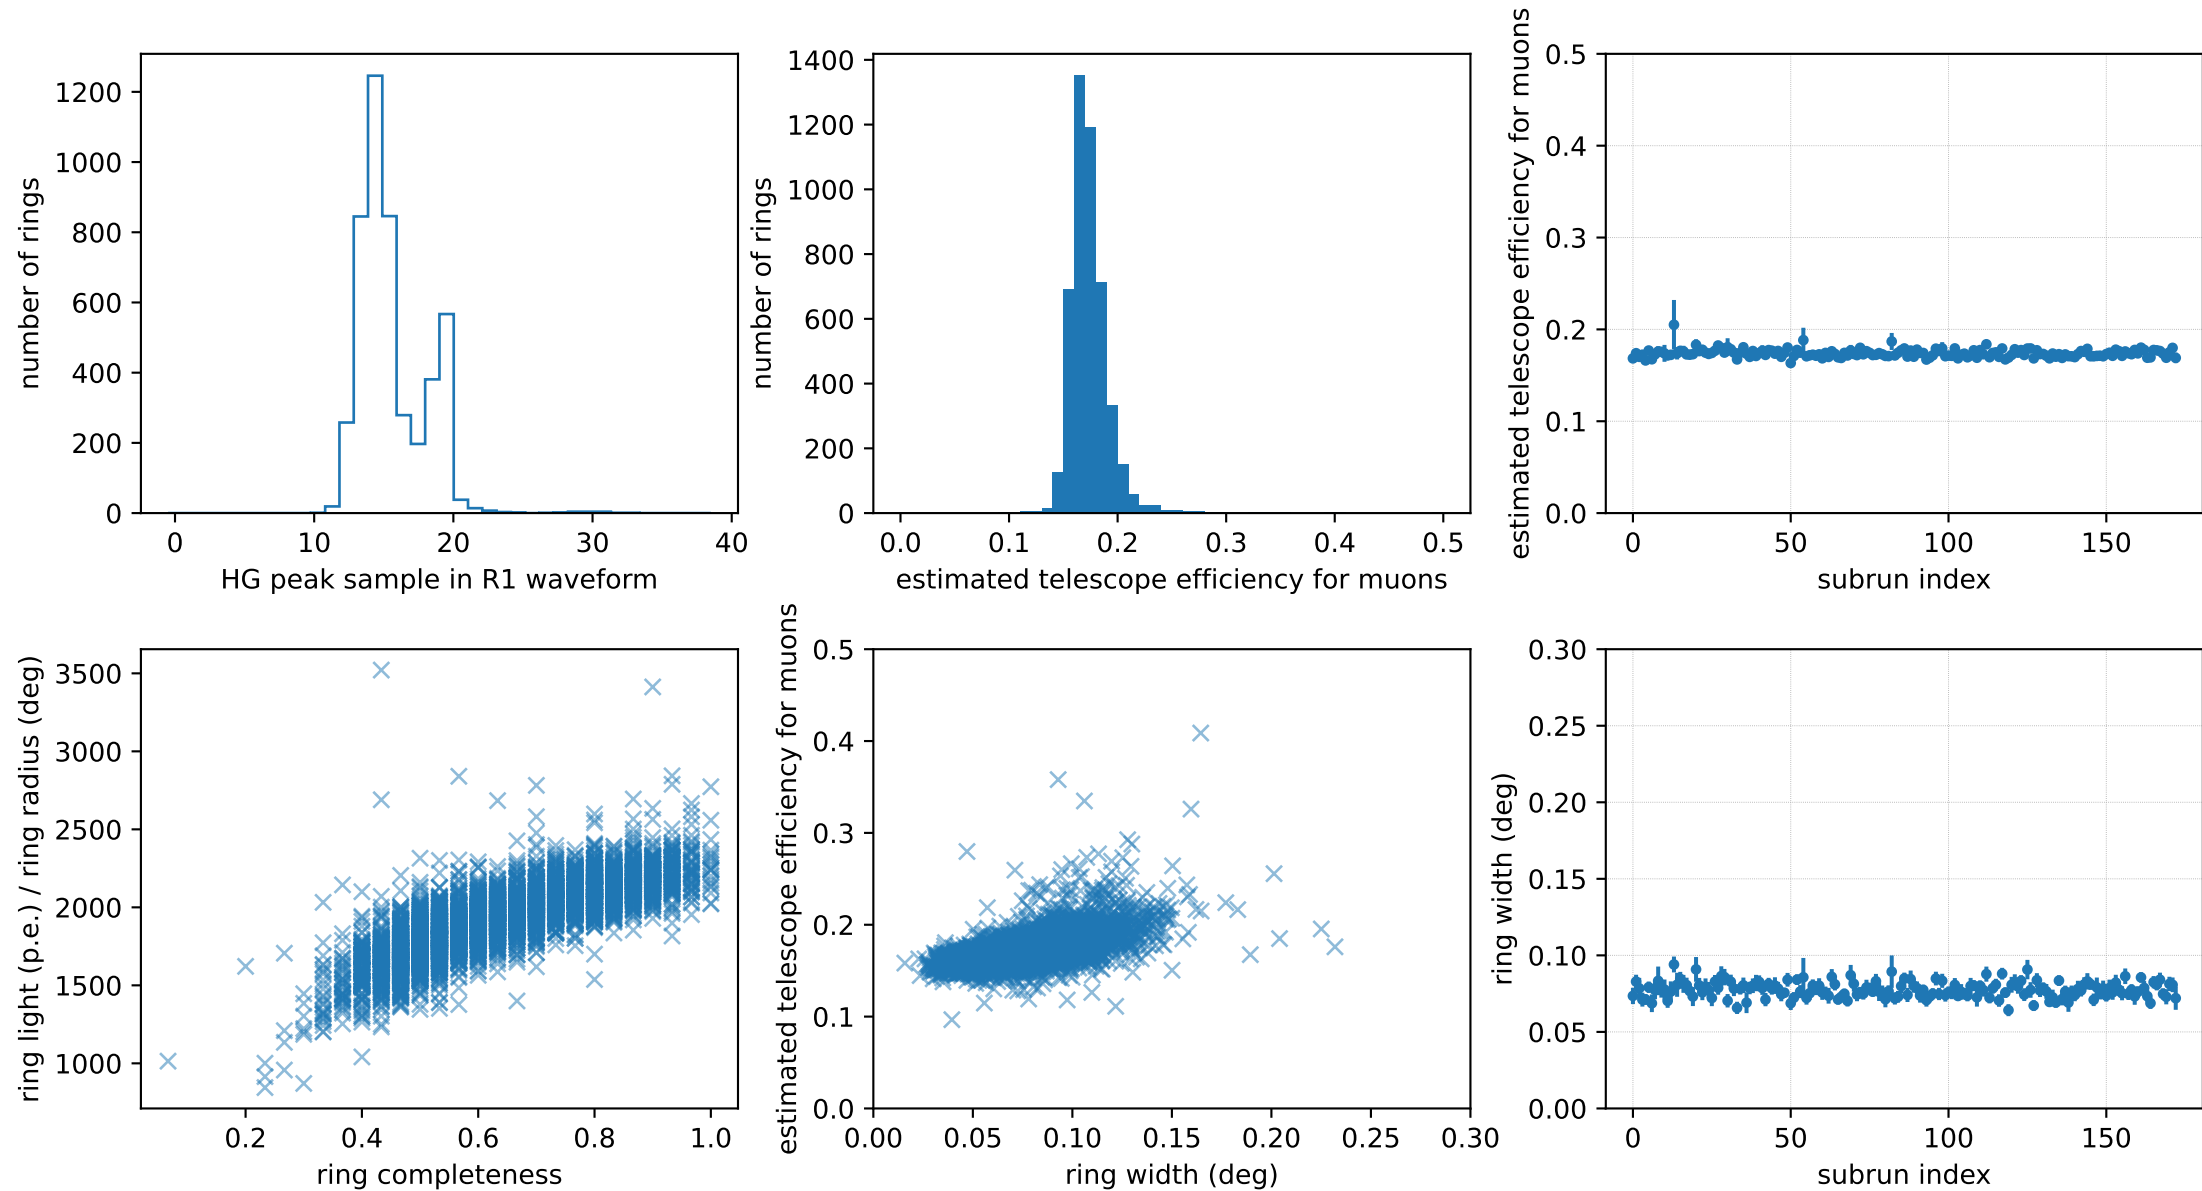 number of rings
1200
1000
800
600
400
200
0
0 10 20 30 40
HG peak sample in R1 waveform
number of rings
1400
1200
1000
800
600
400
200
0
0.0 0.1 0.2 0.3 0.4 0.5
estimated telescope efficiency for muons
estimated telescope efficiency for muons
0.5
0.4
0.3
0.2
0.1
0.0
0 50 100 150
subrun index
ring light (p.e.) / ring radius (deg)
3500
3000
2500
2000
1500
1000
0.2 0.4 0.6 0.8 1.0
ring completeness
estimated telescope efficiency for muons
0.5
0.4
0.3
0.2
0.1
0.0
0.00 0.05 0.10 0.15 0.20 0.25 0.30
ring width (deg)
ring width (deg)
0.30
0.25
0.20
0.15
0.10
0.05
0.00
0 50 100 150
subrun index